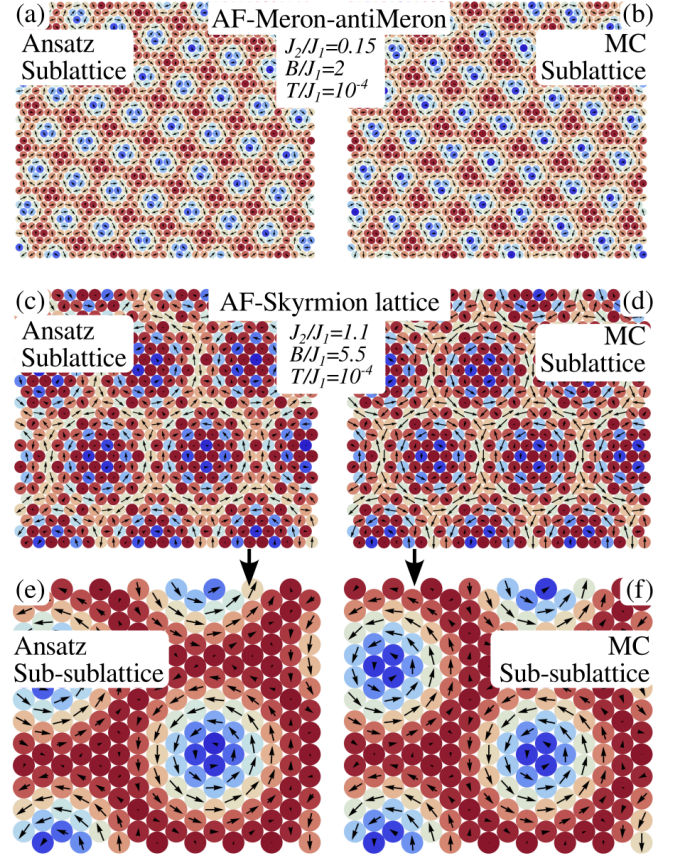 (a) AF-Meron-antiMeron (b)
Ansatz
Sublattice
J₂/J₁=0.15
B/J₁=2
T/J₁=10⁻⁴
MC
Sublattice
(c) AF-Skyrmion lattice (d)
Ansatz
Sublattice
J₂/J₁=1.1
B/J₁=5.5
T/J₁=10⁻⁴
MC
Sublattice
(e) (f)
Ansatz
Sub-sublattice
MC
Sub-sublattice